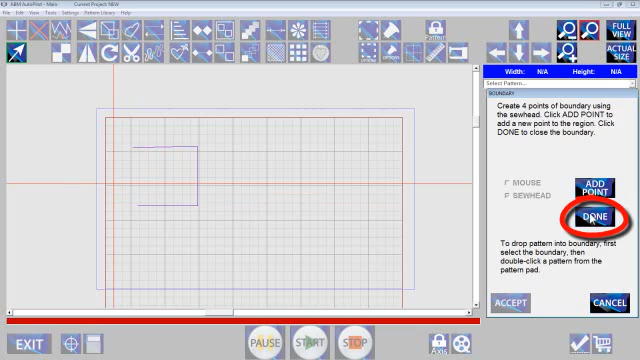 ABM AutoPilot - Main    Current Project NEW
File Edit View Tools Settings Pattern Library Help
Pattern
OPTIONS
OPTIONS
FULL VIEW
ACTUAL SIZE
Width: N/A Height: N/A
Select Pattern...
BOUNDARY
Create 4 points of boundary using
the sewhead. Click ADD POINT to
add a new point to the region. Click
DONE to close the boundary.
MOUSE
SEWHEAD
ADD
POINT
DONE
To drop pattern into boundary, first
select the boundary, then
double-click a pattern from the
pattern pad.
ACCEPT
CANCEL
EXIT
PAUSE
START
STOP
Axis